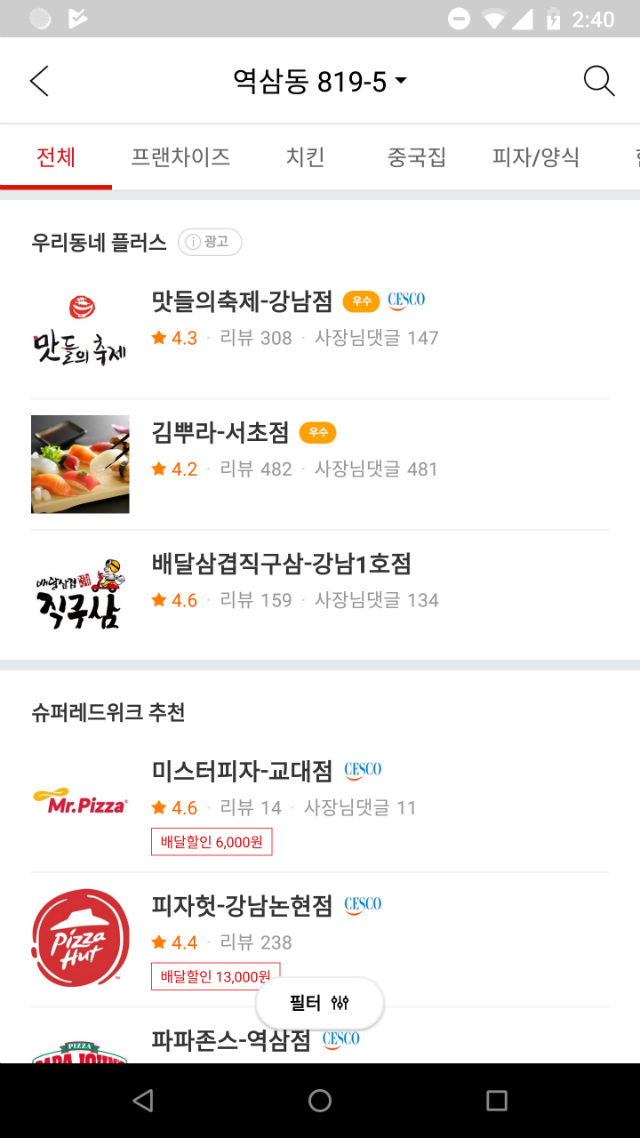 2:40
역삼동 819-5
전체 프랜차이즈 치킨 중국집 피자/양식
우리동네 플러스 광고
맛들의축제
맛들의축제-강남점 우수 CESCO
4.3 · 리뷰 308 · 사장님댓글 147
김뿌라-서초점 우수
4.2 · 리뷰 482 · 사장님댓글 481
배달삼겹 직구삼
배달삼겹직구삼-강남1호점
4.6 · 리뷰 159 · 사장님댓글 134
슈퍼레드위크 추천
Mr.Pizza
미스터피자-교대점 CESCO
4.6 · 리뷰 14 · 사장님댓글 11
배달할인 6,000원
Pizza Hut
피자헛-강남논현점 CESCO
4.4 · 리뷰 238
배달할인 13,000원
필터
PIZZA
PAPA JOHN'S
파파존스-역삼점 CESCO